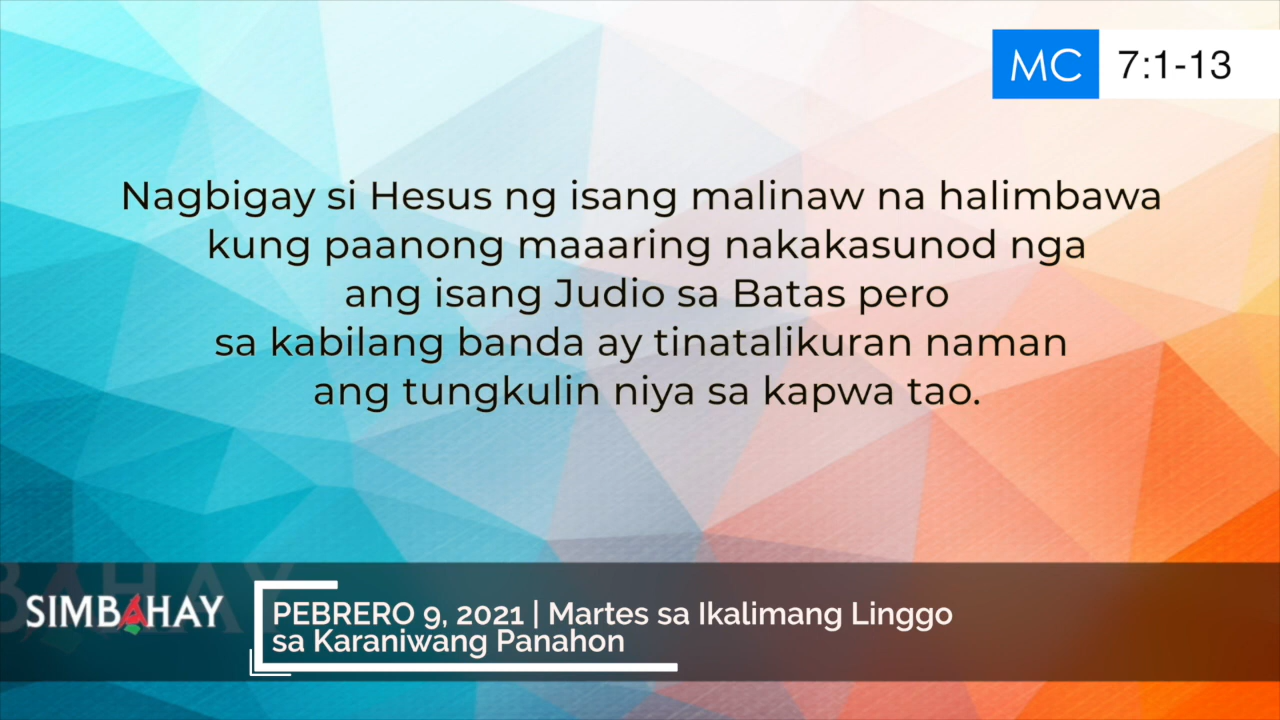 MC 7:1-13
Nagbigay si Hesus ng isang malinaw na halimbawa
kung paanong maaaring nakakasunod nga
ang isang Judio sa Batas pero
sa kabilang banda ay tinatalikuran naman
ang tungkulin niya sa kapwa tao.
SIMBAHAY
PEBRERO 9, 2021 | Martes sa Ikalimang Linggo
sa Karaniwang Panahon